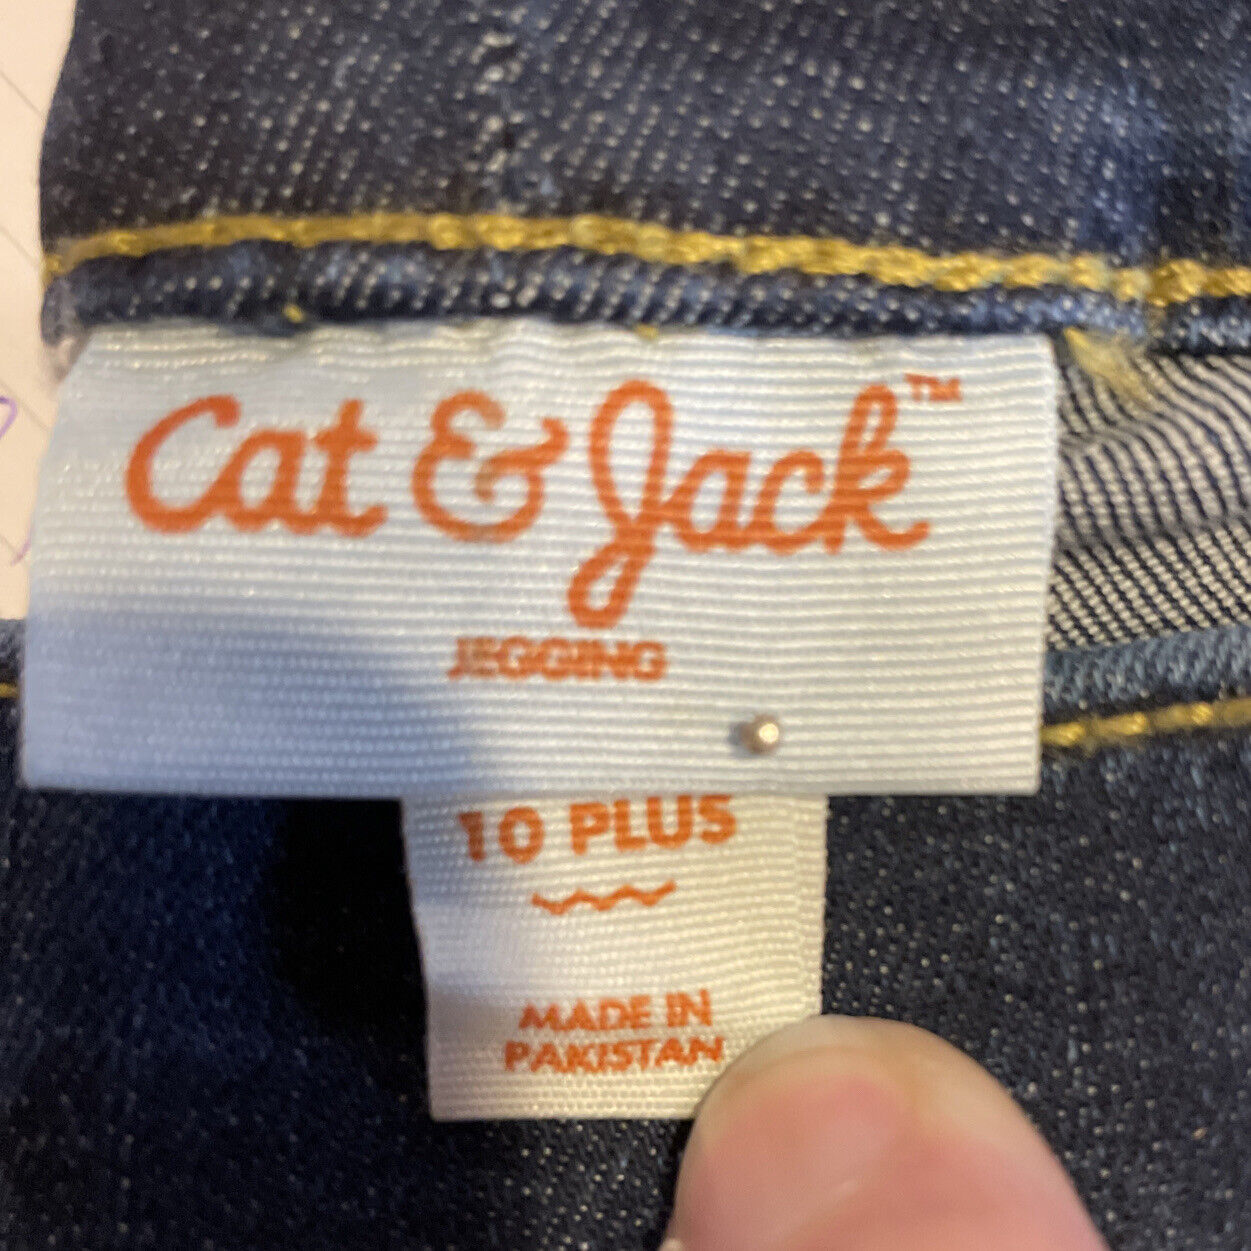 Cat & Jack™
JEGGING
10 PLUS
MADE IN
PAKISTAN